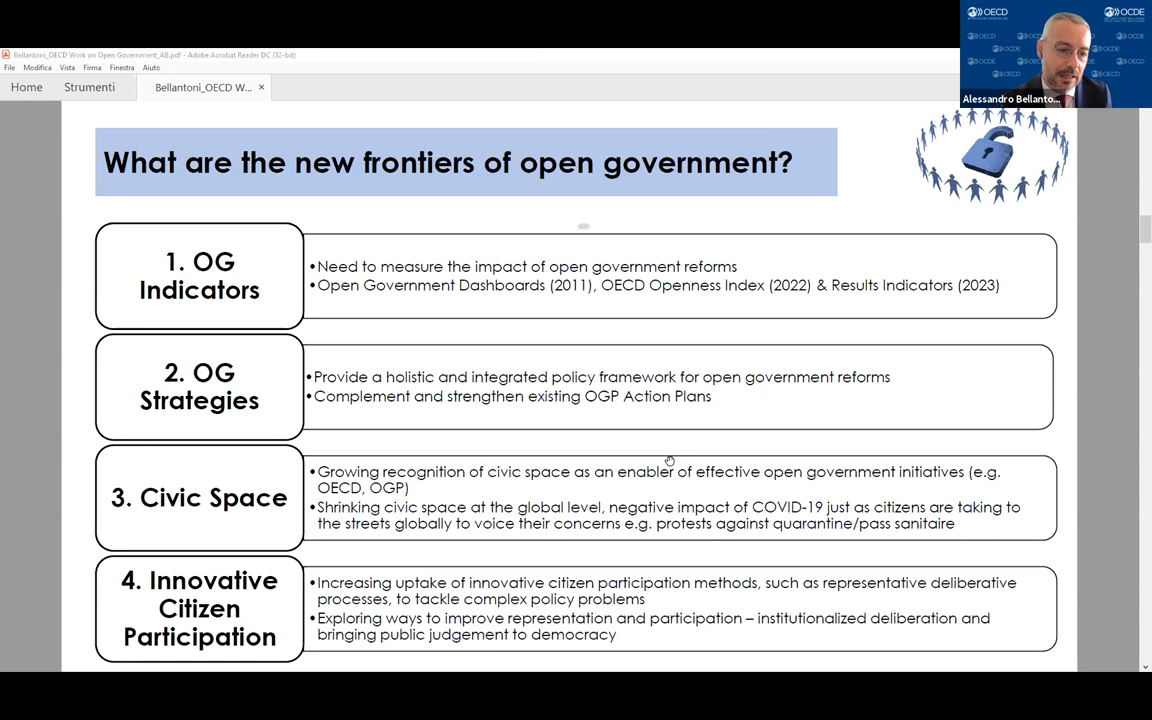 OECD
OCDE
Bellantoni_OECD Work on Open Government_All.pdf - Adobe Acrobat Reader DC (32-bit)
File Modifica Vista Firma Finestra Aiuto
Home Strumenti Bellantoni_OECD W... ×
Alessandro Bellanto...
What are the new frontiers of open government?
1. OG
Indicators
•Need to measure the impact of open government reforms
•Open Government Dashboards (2011), OECD Openness Index (2022) & Results Indicators (2023)
2. OG
Strategies
•Provide a holistic and integrated policy framework for open government reforms
•Complement and strengthen existing OGP Action Plans
3. Civic Space
•Growing recognition of civic space as an enabler of effective open government initiatives (e.g.
OECD, OGP)
•Shrinking civic space at the global level, negative impact of COVID-19 just as citizens are taking to
the streets globally to voice their concerns e.g. protests against quarantine/pass sanitaire
4. Innovative
Citizen
Participation
•Increasing uptake of innovative citizen participation methods, such as representative deliberative
processes, to tackle complex policy problems
•Exploring ways to improve representation and participation – institutionalized deliberation and
bringing public judgement to democracy